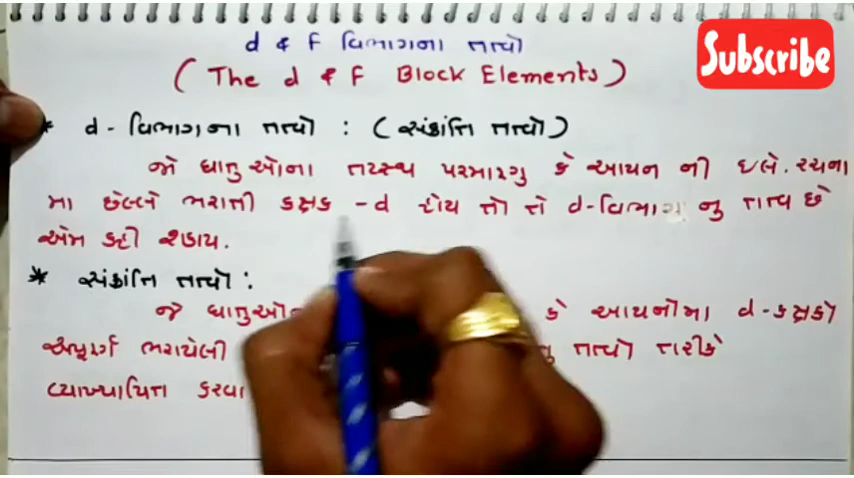 d & f વિભાગના તત્વો
Subscribe
(The d & f Block Elements)
* d - વિભાગના તત્વો : (સંક્રાંતિ તત્વો)
જો ધાતુઓના તટસ્થ પરમાણુ કે આયન ની ઇલે. રચના
મા છેલ્લે ભરાતી કક્ષક -d હોય તો તે d-વિભાગ નુ તત્વ છે
એમ કહી શકાય.
* સંક્રાંતિ તત્વો :
જે ધાતુઓના કે આયનોમા d-કક્ષકો
અપૂર્ણ ભરાયેલી નુ તત્વો તરીકે
વ્યાખ્યાયિત કરવા